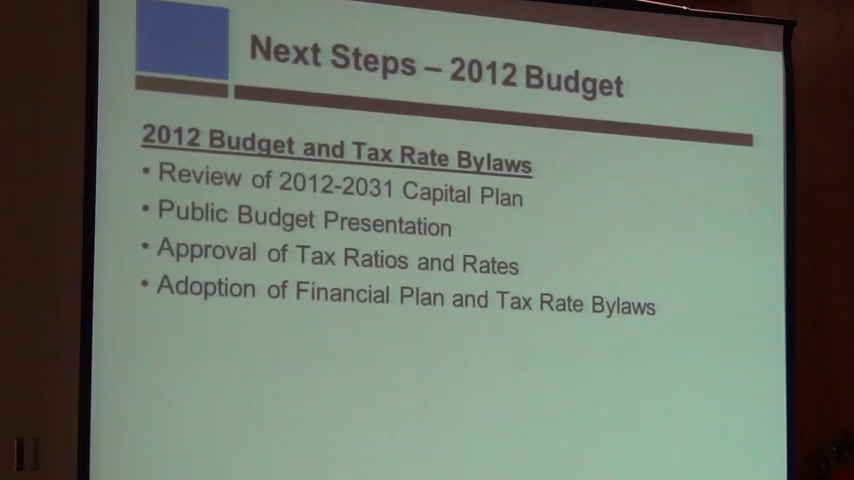 Next Steps – 2012 Budget
2012 Budget and Tax Rate Bylaws
• Review of 2012-2031 Capital Plan
• Public Budget Presentation
• Approval of Tax Ratios and Rates
• Adoption of Financial Plan and Tax Rate Bylaws